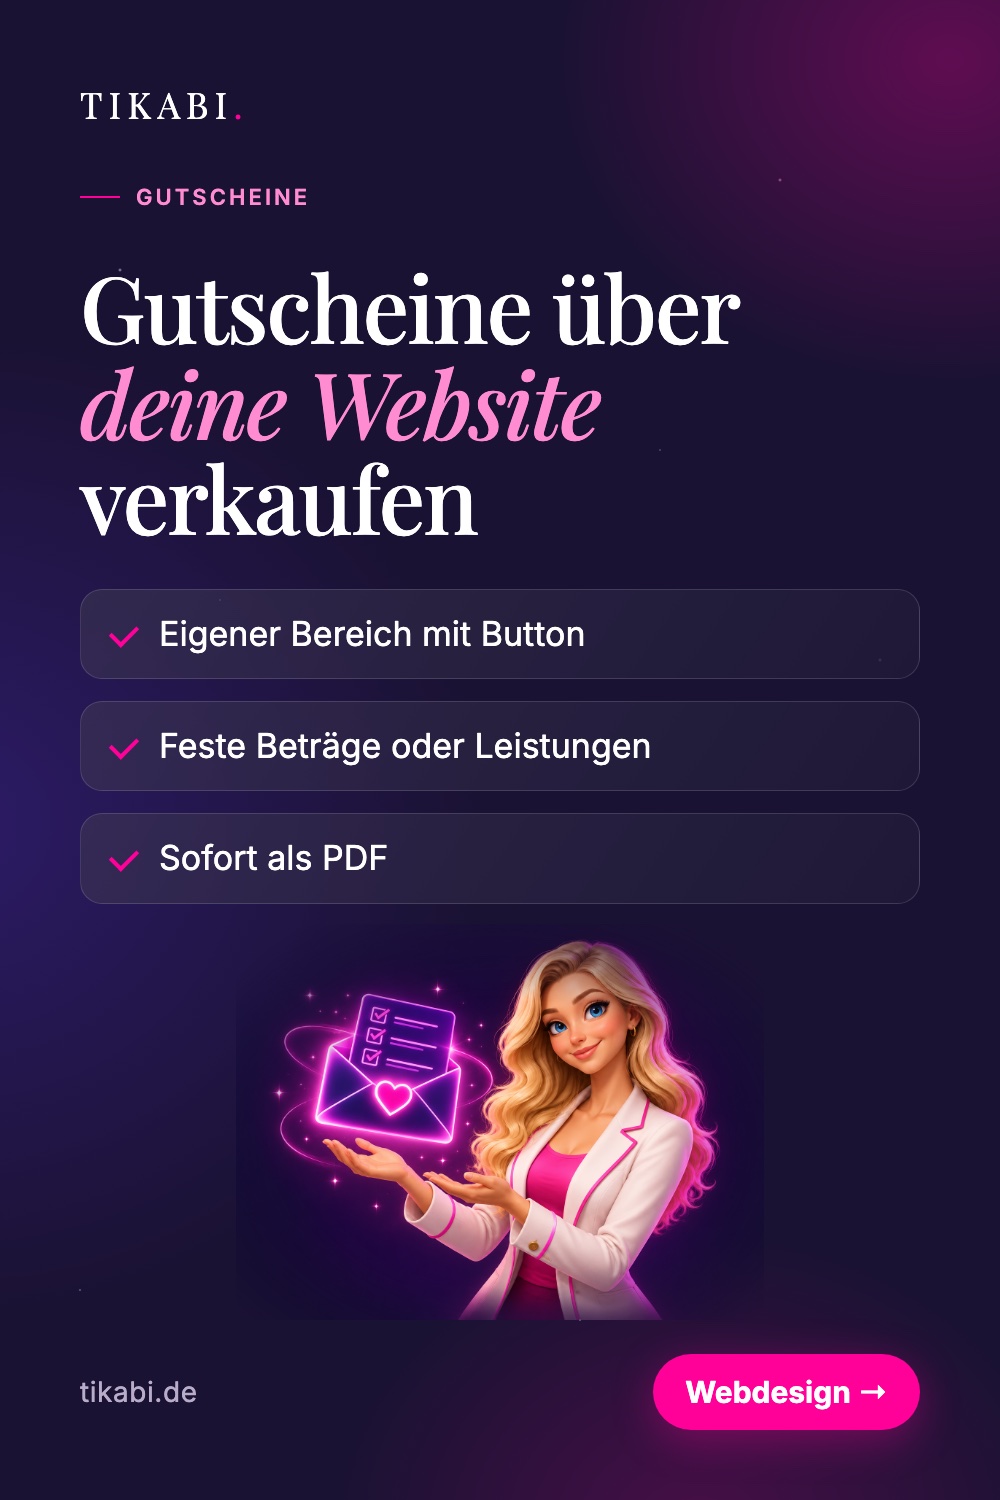 TIKABI.
GUTSCHEINE
Gutscheine über
deine Website
verkaufen
Eigener Bereich mit Button
Feste Beträge oder Leistungen
Sofort als PDF
tikabi.de
Webdesign →